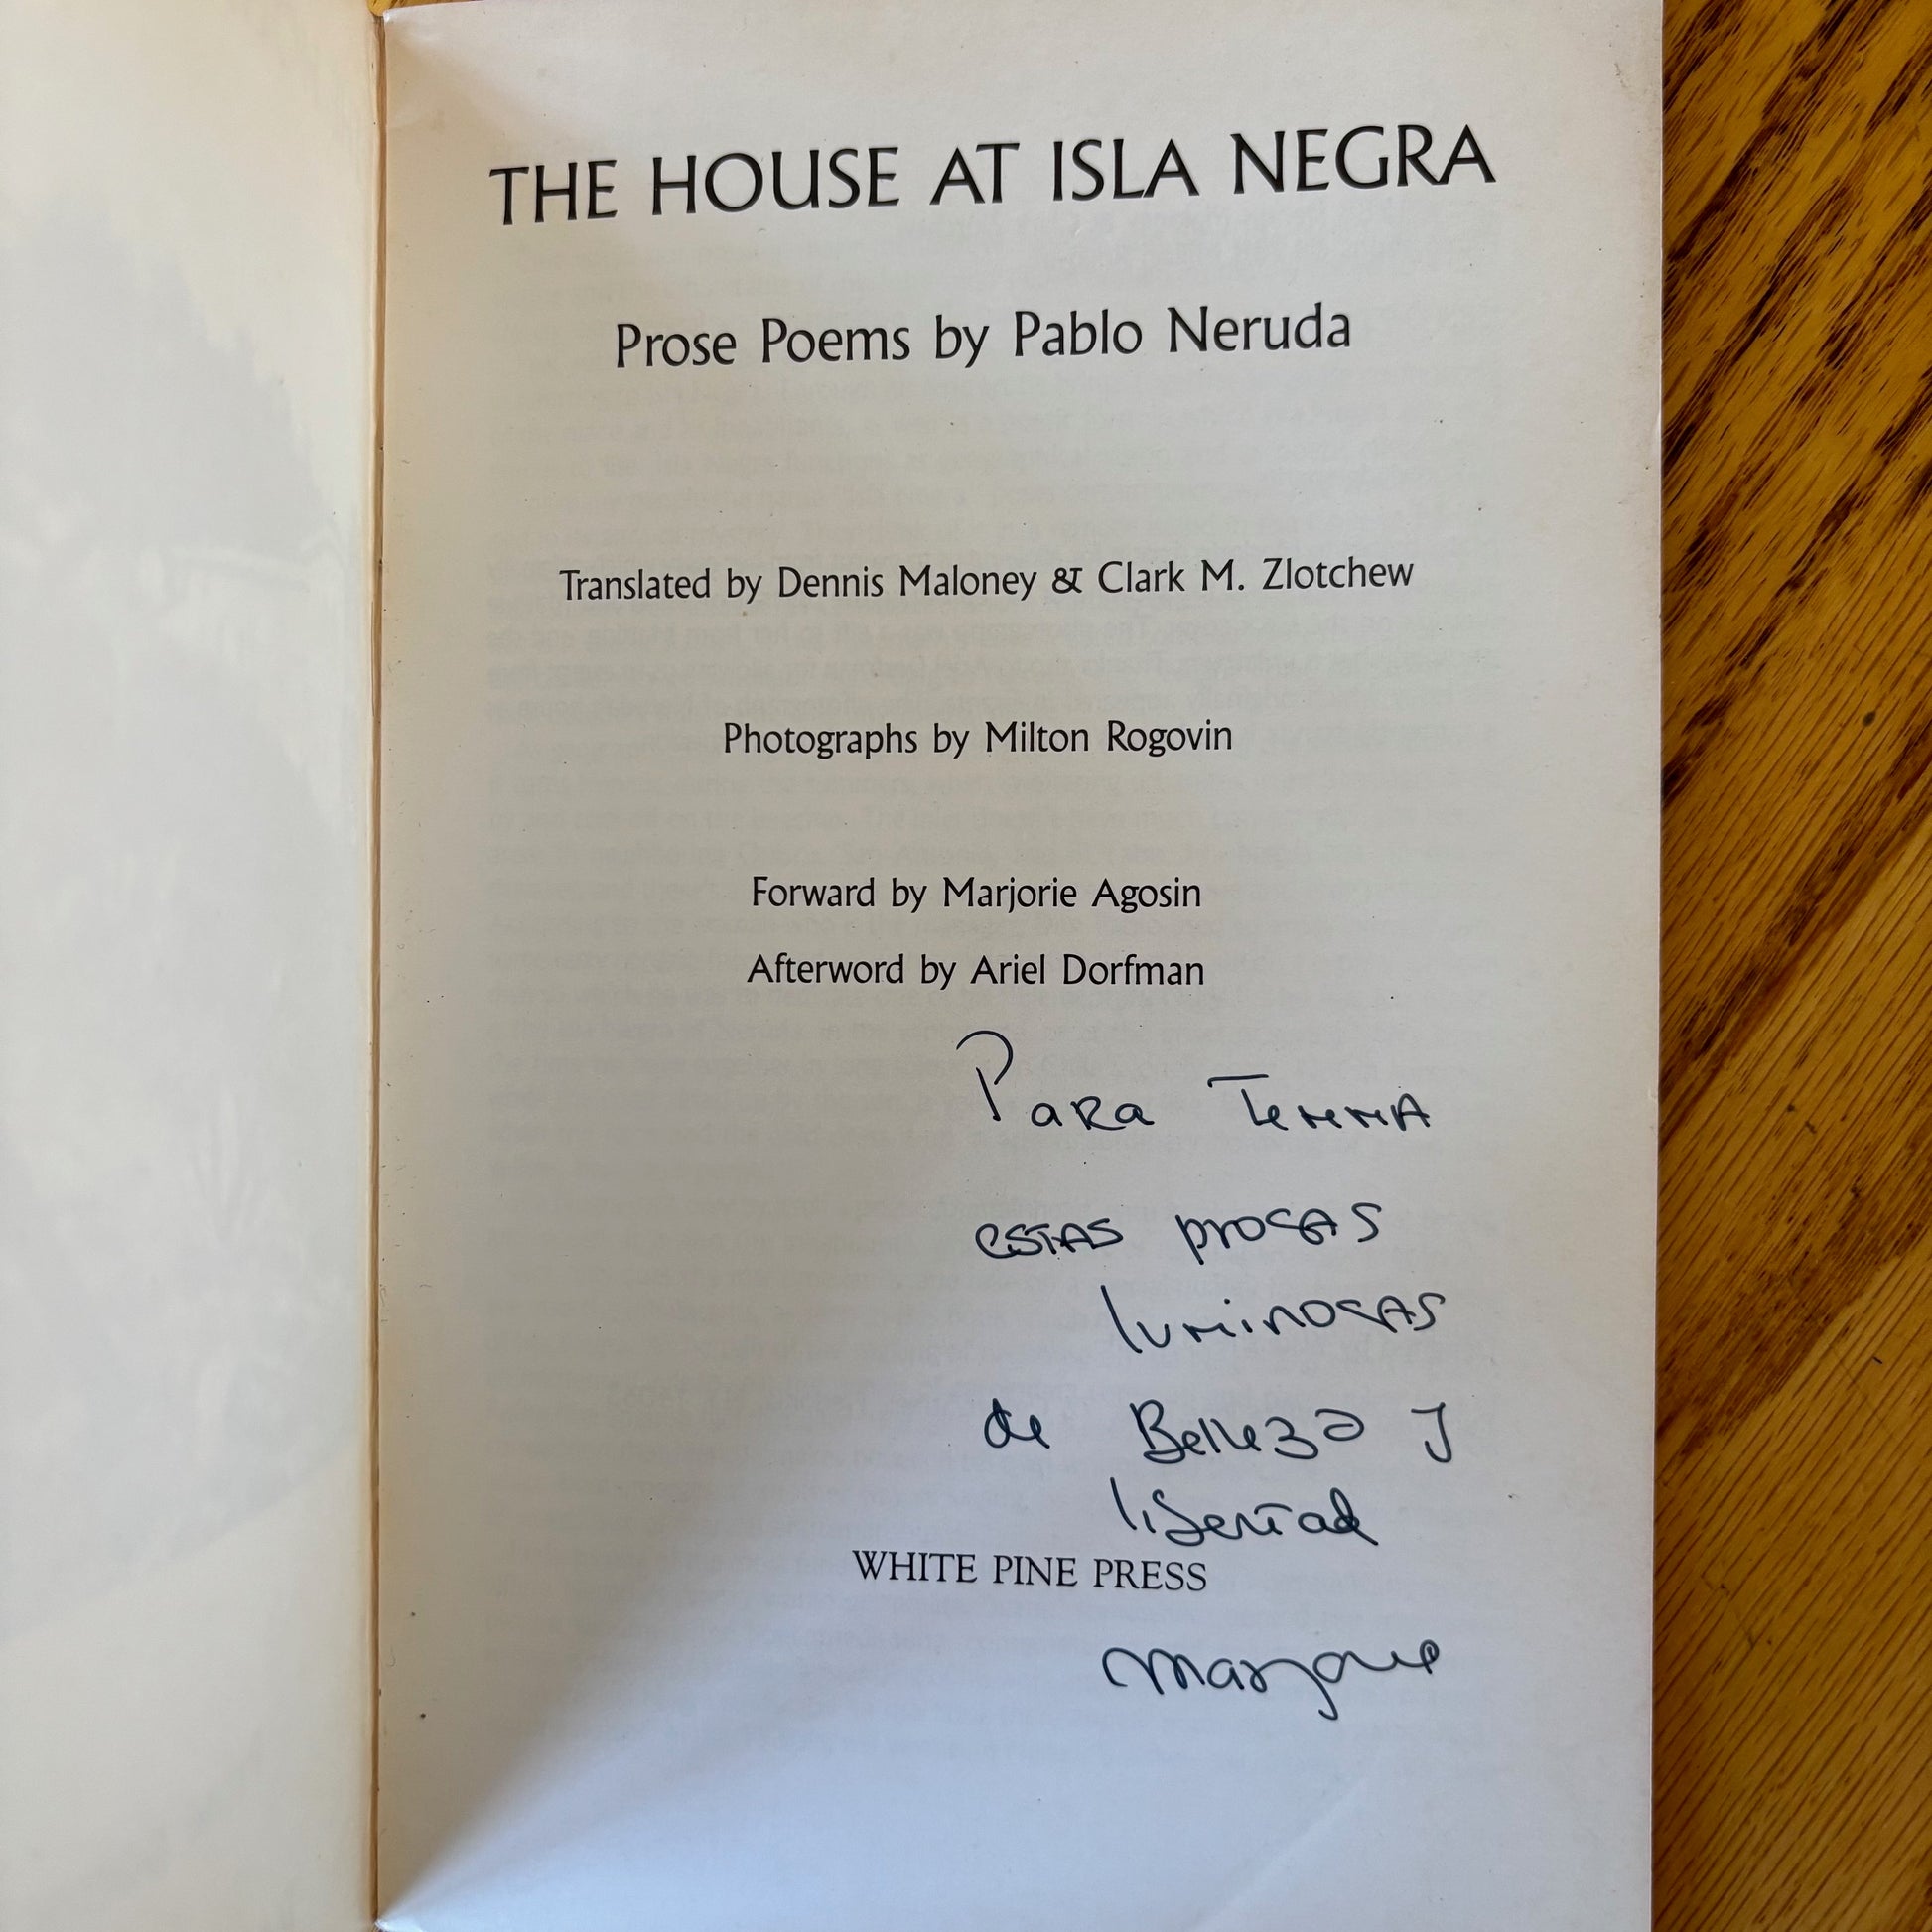 THE HOUSE AT ISLA NEGRA
Prose Poems by Pablo Neruda
Translated by Dennis Maloney & Clark M. Zlotchew
Photographs by Milton Rogovin
Forward by Marjorie Agosin
Afterword by Ariel Dorfman
Para Temma
estas prosas
luminosas
de Belleza y
libertad
WHITE PINE PRESS
Marjorie